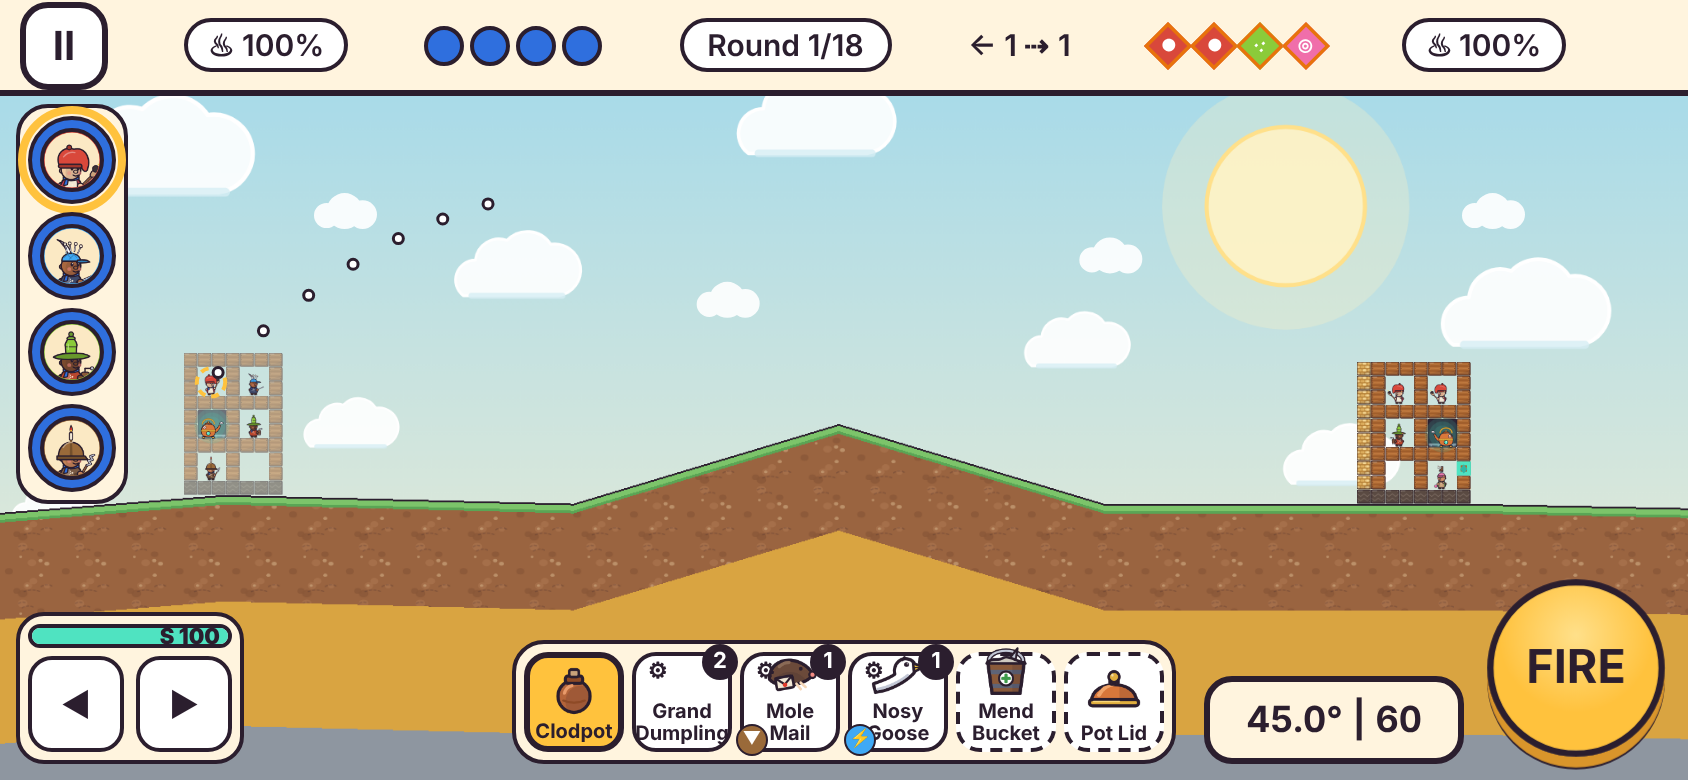 100%
Round 1/18
← 1 ⇢ 1
100%
S 100
Clodpot
2
Grand
Dumpling
1
Mole
Mail
1
Nosy
Goose
Mend
Bucket
Pot Lid
45.0° | 60
FIRE